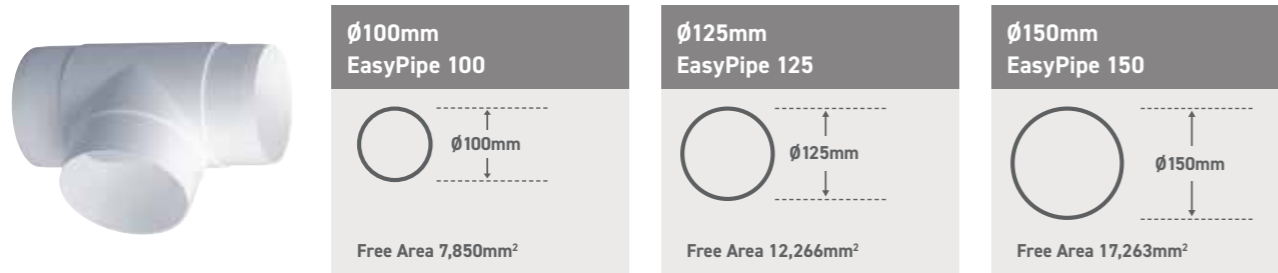 Ø100mm
EasyPipe 100
Ø100mm
Free Area 7,850mm²
Ø125mm
EasyPipe 125
Ø125mm
Free Area 12,266mm²
Ø150mm
EasyPipe 150
Ø150mm
Free Area 17,263mm²